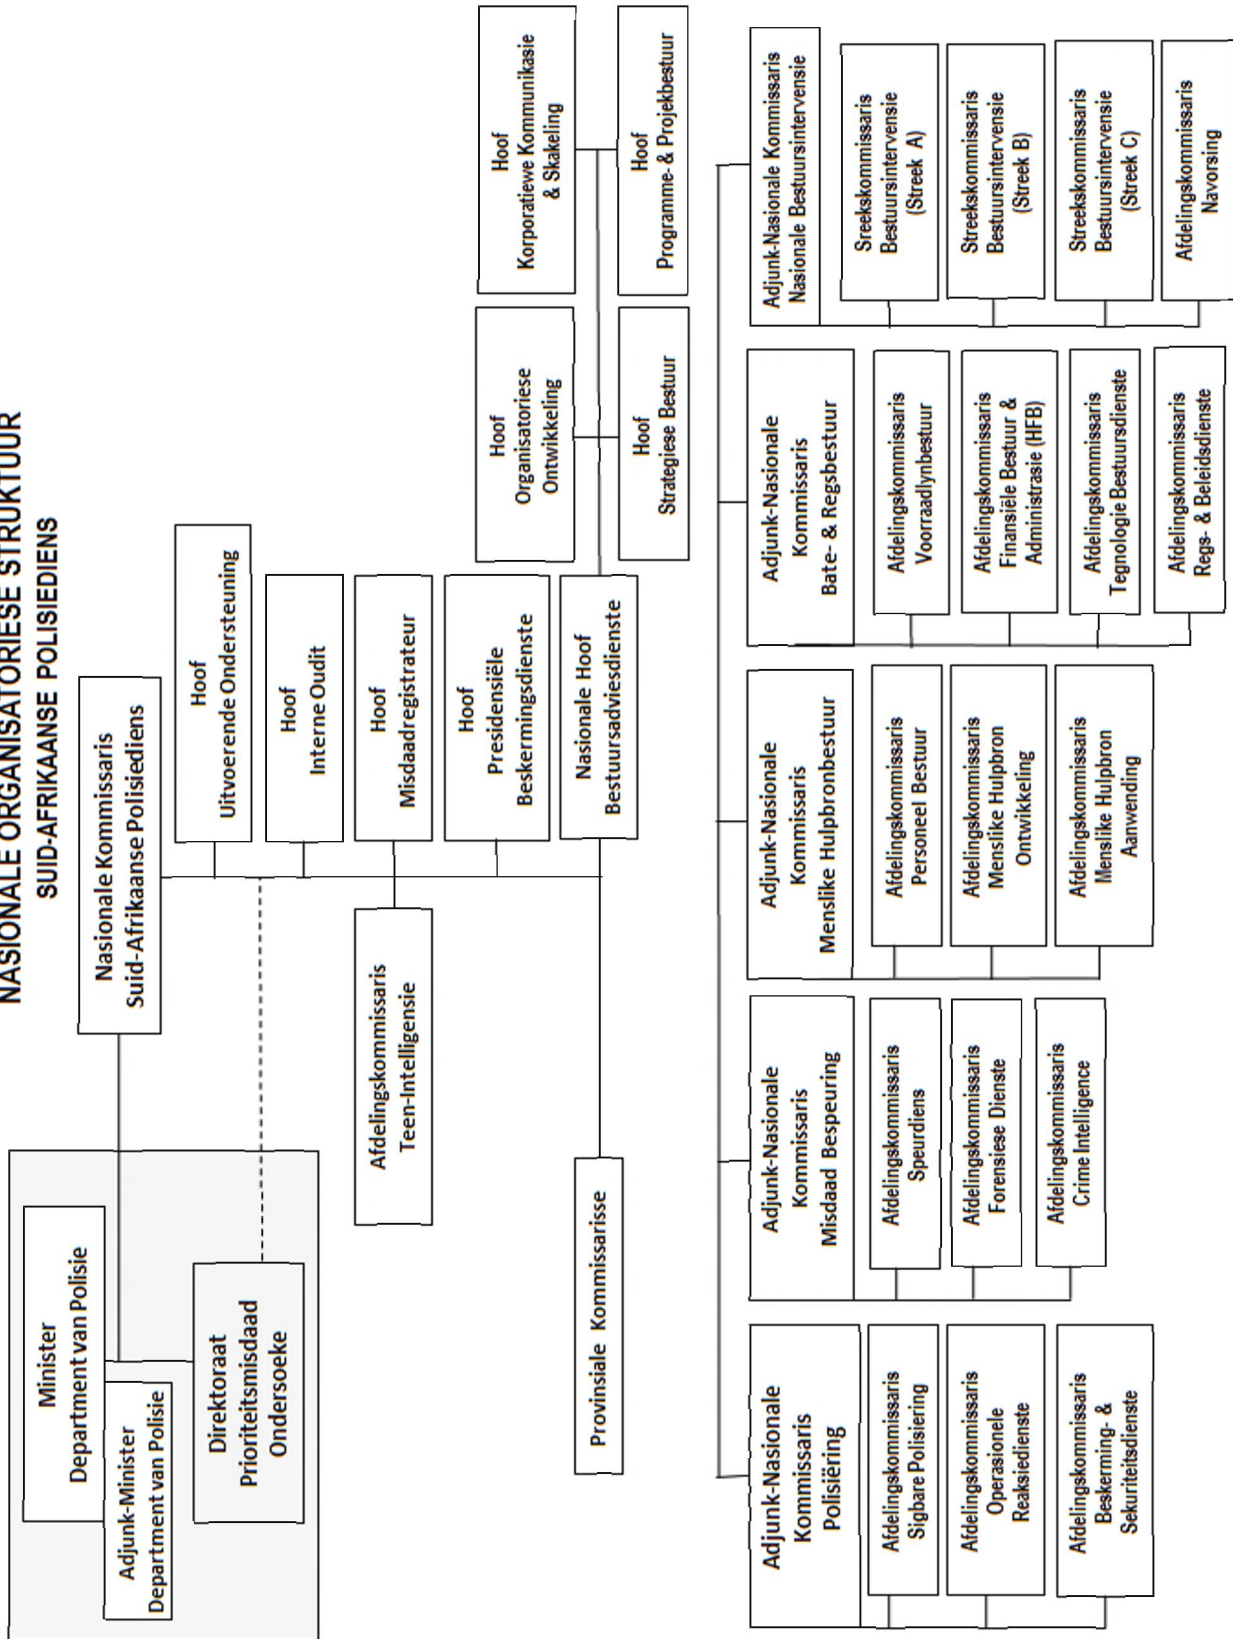 NASIONALE ORGANISATORIESE STRUKTUUR
SUID-AFRIKAANSE POLISIEDIENS
Minister
Department van Polisie
Adjunk-Minister
Department van Polisie
Direktoraat
Prioriteitsmisdaad
Ondersoeke
Nasionale Kommissaris
Suid-Afrikaanse Polisiediens
Hoof
Uitvoerende Ondersteuning
Hoof
Interne Oudit
Hoof
Misdaadregistrateur
Hoof
Presidensiële
Beskermingsdienste
Nasionale Hoof
Bestuursadviesdienste
Afdelingskommissaris
Teen-Intelligensie
Provinsiale Kommissarisse
Hoof
Organisatoriese
Ontwikkeling
Hoof
Korporatiewe Kommunikasie
& Skakeling
Hoof
Strategiese Bestuur
Hoof
Programme- & Projekbestuur
Adjunk-Nasionale
Kommissaris
Polisiëring
Afdelingskommissaris
Sigbare Polisiering
Afdelingskommissaris
Operasionele
Reaksiedienste
Afdelingskommissaris
Beskerming- &
Sekuriteitsdienste
Adjunk-Nasionale
Kommissaris
Misdaad Bespeuring
Afdelingskommissaris
Speurdiens
Afdelingskommissaris
Forensiese Dienste
Afdelingskommissaris
Crime Intelligence
Adjunk-Nasionale
Kommissaris
Menslike Hulpbronbestuur
Afdelingskommissaris
Personeel Bestuur
Afdelingskommissaris
Menslike Hulpbron
Ontwikkeling
Afdelingskommissaris
Menslike Hulpbron
Aanwending
Adjunk-Nasionale
Kommissaris
Bate- & Regsbestuur
Afdelingskommissaris
Voorraadlynbestuur
Afdelingskommissaris
Finansiële Bestuur &
Administrasie (HFB)
Afdelingskommissaris
Tegnologie Bestuursdienste
Afdelingskommissaris
Regs- & Beleidsdienste
Adjunk-Nasionale Kommissaris
Nasionale Bestuursintervensie
Sreekskommissaris
Bestuursintervensie
(Streek A)
Streekskommissaris
Bestuursintervensie
(Streek B)
Streekskommissaris
Bestuursintervensie
(Streek C)
Afdelingskommissaris
Navorsing